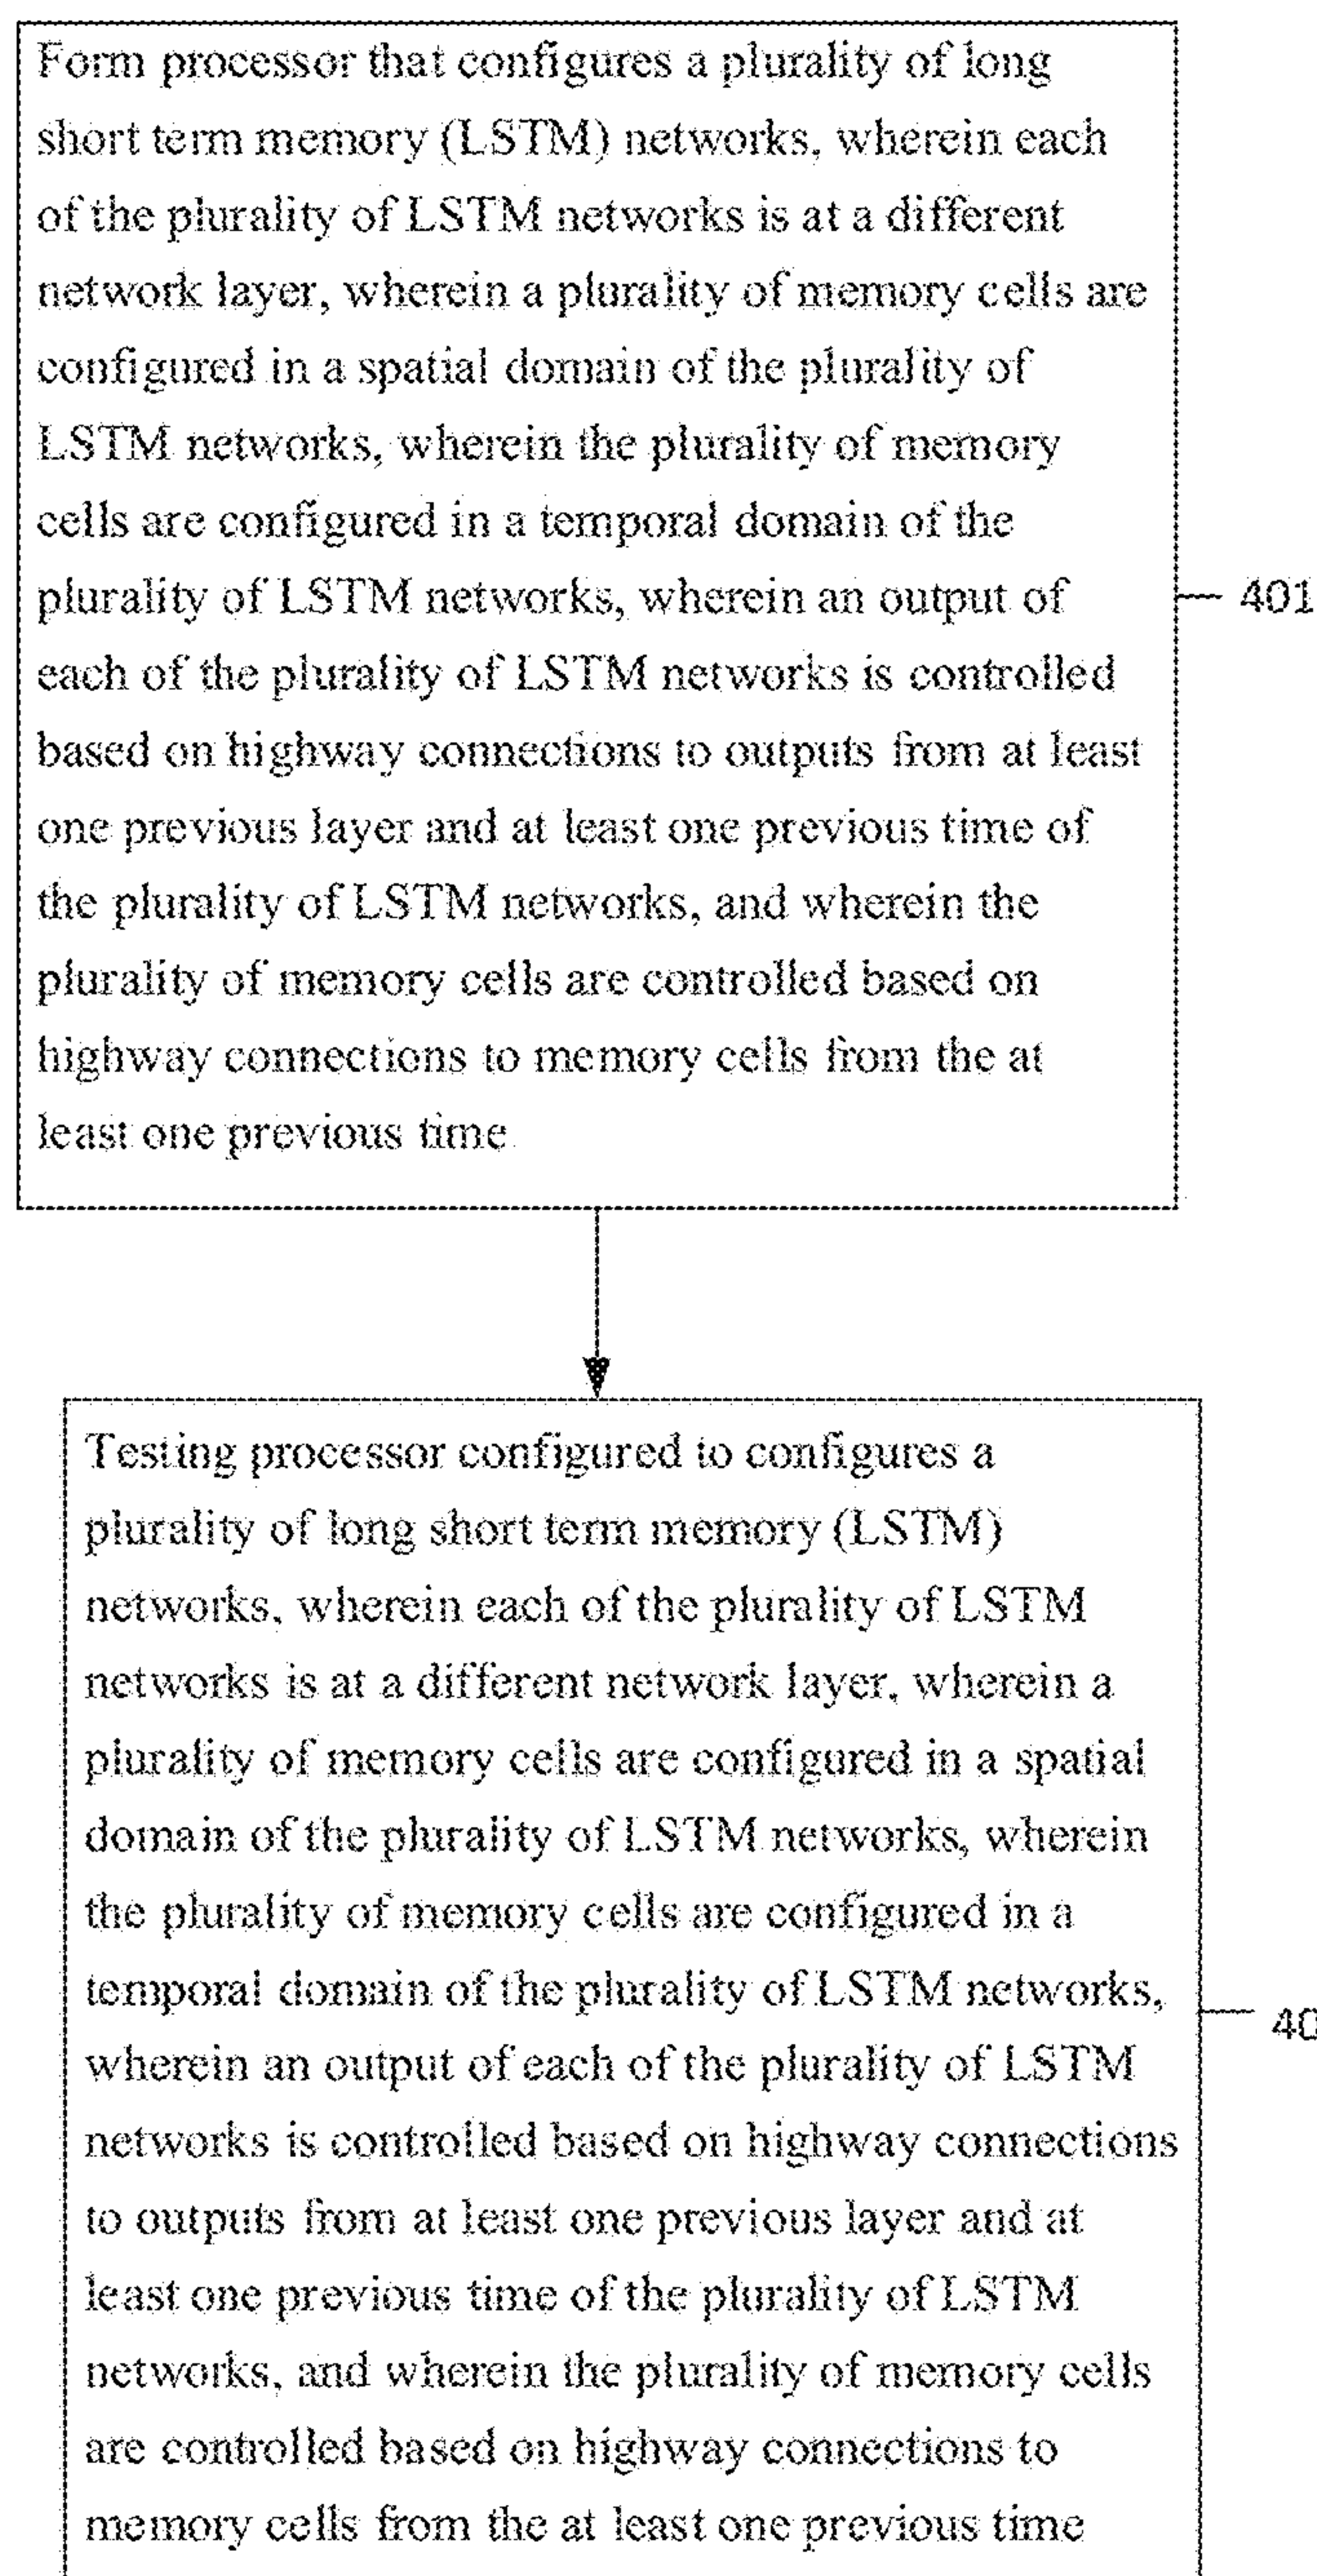 Form processor that configures a plurality of long
short term memory (LSTM) networks, wherein each
of the plurality of LSTM networks is at a different
network layer, wherein a plurality of memory cells are
configured in a spatial domain of the plurality of
LSTM networks, wherein the plurality of memory
cells are configured in a temporal domain of the
plurality of LSTM networks, wherein an output of
each of the plurality of LSTM networks is controlled
based on highway connections to outputs from at least
one previous layer and at least one previous time of
the plurality of LSTM networks, and wherein the
plurality of memory cells are controlled based on
highway connections to memory cells from the at
least one previous time
401
Testing processor configured to configures a
plurality of long short term memory (LSTM)
networks, wherein each of the plurality of LSTM
networks is at a different network layer, wherein a
plurality of memory cells are configured in a spatial
domain of the plurality of LSTM networks, wherein
the plurality of memory cells are configured in a
temporal domain of the plurality of LSTM networks,
wherein an output of each of the plurality of LSTM
networks is controlled based on highway connections
to outputs from at least one previous layer and at
least one previous time of the plurality of LSTM
networks, and wherein the plurality of memory cells
are controlled based on highway connections to
memory cells from the at least one previous time